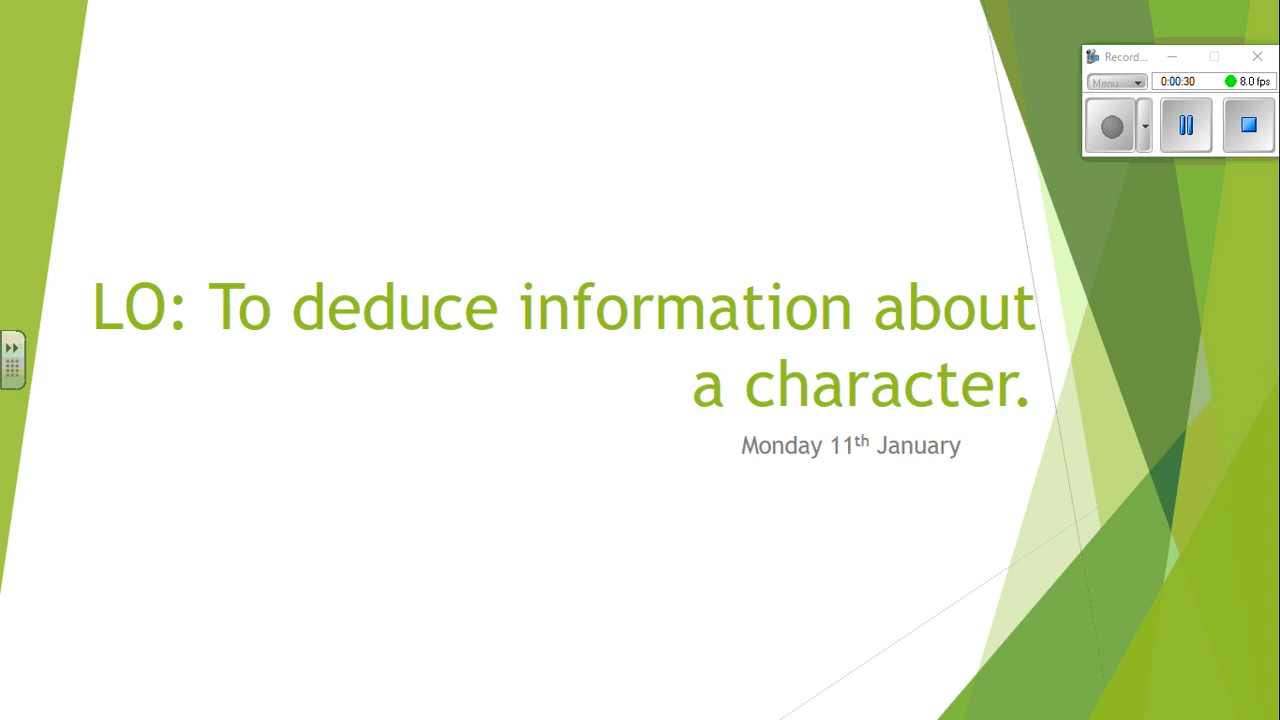 Record...
Menu
0:00:30
8.0 fps
LO: To deduce information about
a character.
Monday 11th January